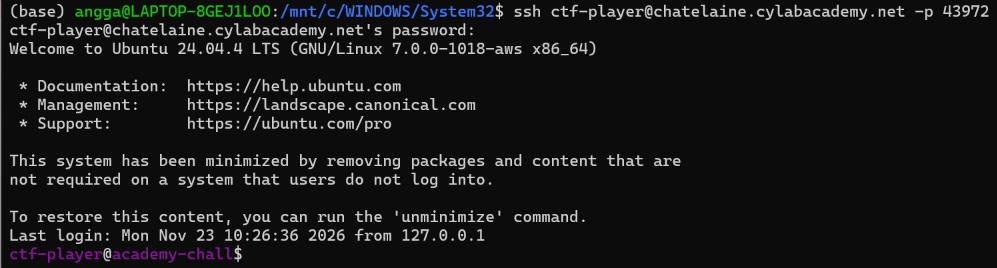 (base) angga@LAPTOP-8GEJ1LOO:/mnt/c/WINDOWS/System32$ ssh ctf-player@chatelaine.cylabacademy.net -p 43972
ctf-player@chatelaine.cylabacademy.net's password:
Welcome to Ubuntu 24.04.4 LTS (GNU/Linux 7.0.0-1018-aws x86_64)

 * Documentation:  https://help.ubuntu.com
 * Management:     https://landscape.canonical.com
 * Support:        https://ubuntu.com/pro

This system has been minimized by removing packages and content that are
not required on a system that users do not log into.

To restore this content, you can run the 'unminimize' command.
Last login: Mon Nov 23 10:26:36 2026 from 127.0.0.1
ctf-player@academy-chall$